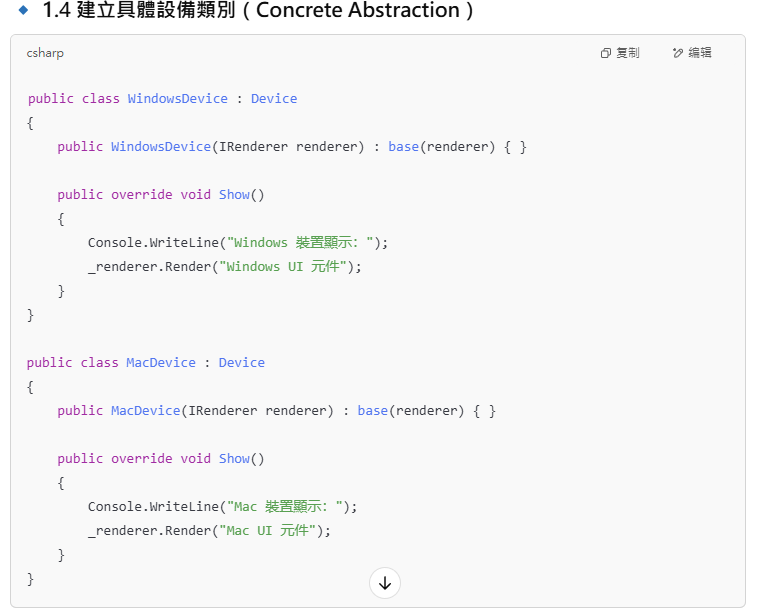 1.4 建立具體設備類別（Concrete Abstraction）
csharp
复制 编辑
public class WindowsDevice : Device
{
    public WindowsDevice(IRenderer renderer) : base(renderer) { }
    public override void Show()
    {
        Console.WriteLine("Windows 裝置顯示：");
        _renderer.Render("Windows UI 元件");
    }
}
public class MacDevice : Device
{
    public MacDevice(IRenderer renderer) : base(renderer) { }
    public override void Show()
    {
        Console.WriteLine("Mac 裝置顯示：");
        _renderer.Render("Mac UI 元件");
    }
}